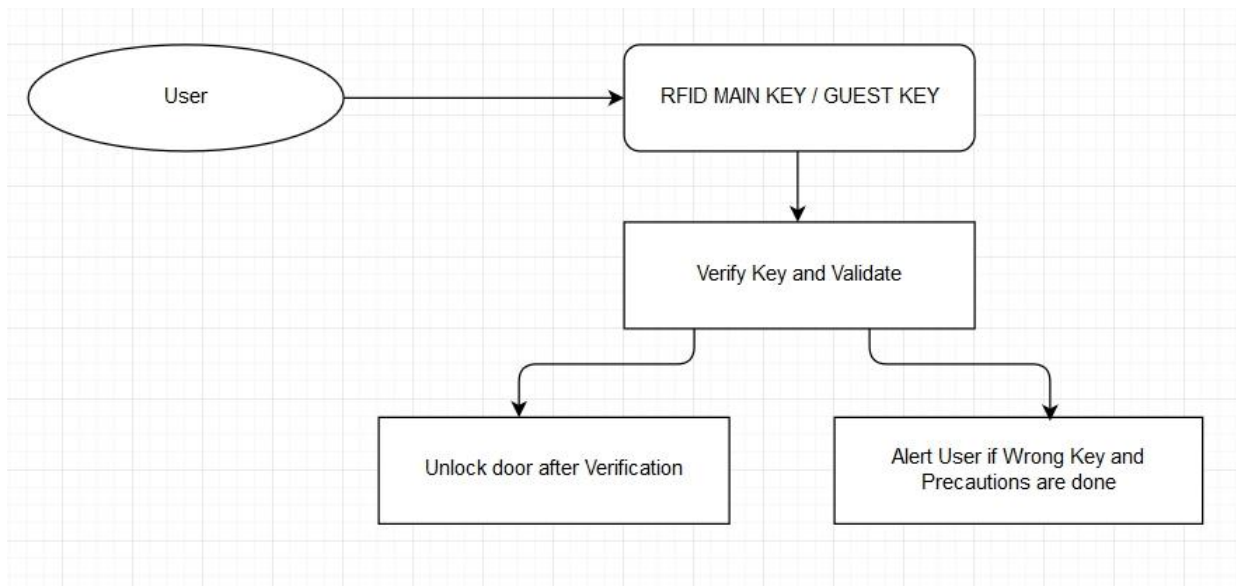 User
RFID MAIN KEY / GUEST KEY
Verify Key and Validate
Unlock door after Verification
Alert User if Wrong Key and
Precautions are done